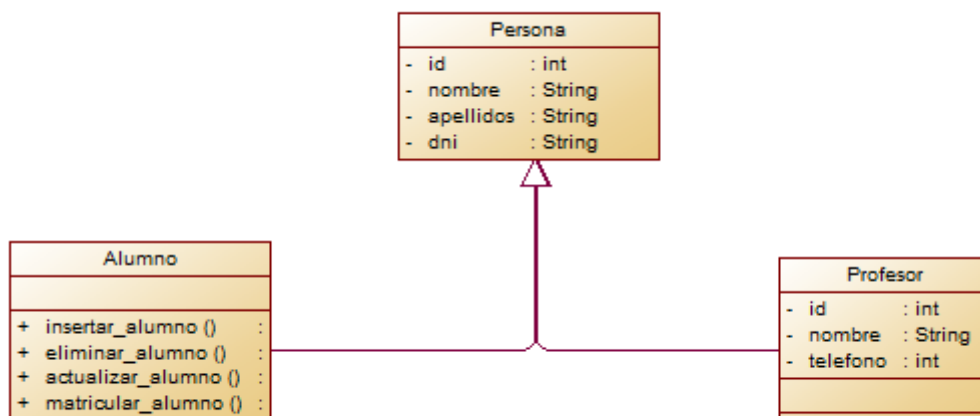 Persona
- id : int
- nombre : String
- apellidos : String
- dni : String
Alumno
+ insertar_alumno () :
+ eliminar_alumno () :
+ actualizar_alumno () :
+ matricular_alumno () :
Profesor
- id : int
- nombre : String
- telefono : int